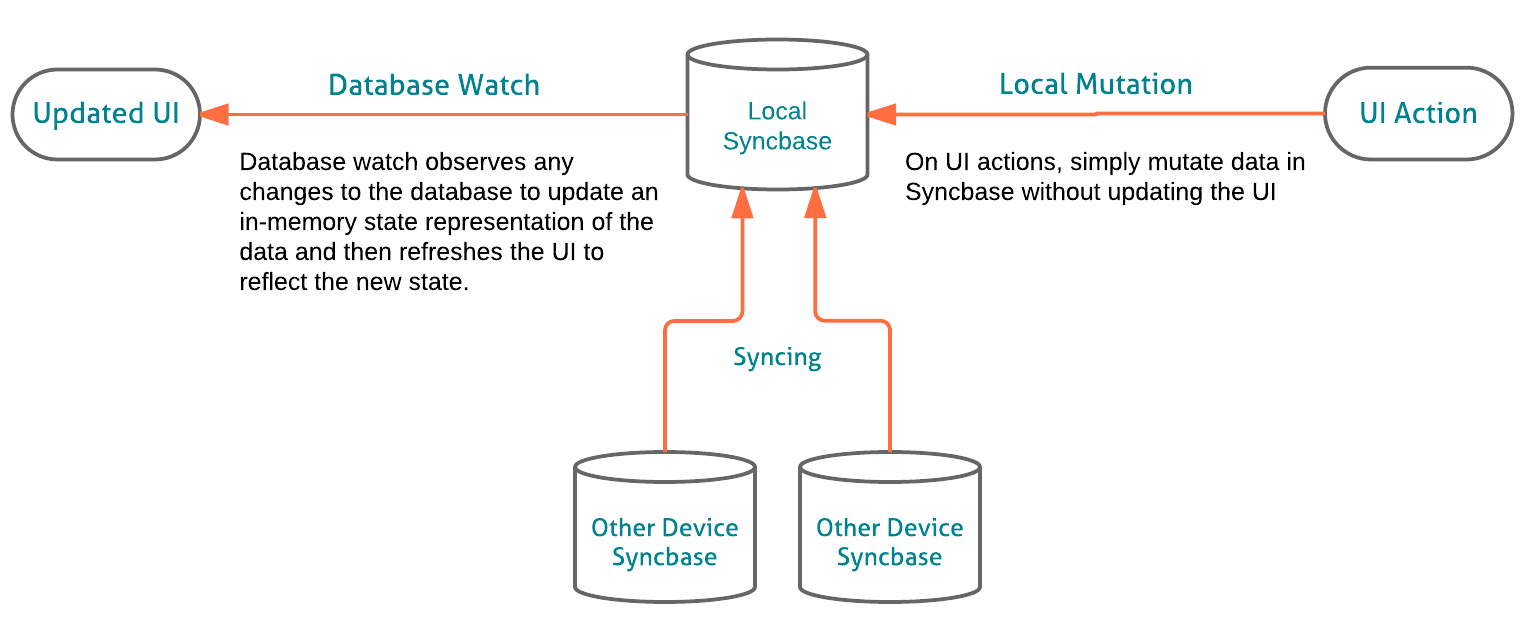 Database Watch
Local Mutation
Updated UI
Local
Syncbase
UI Action
Database watch observes any
changes to the database to update an
in-memory state representation of the
data and then refreshes the UI to
reflect the new state.
On UI actions, simply mutate data in
Syncbase without updating the UI
Syncing
Other Device
Syncbase
Other Device
Syncbase